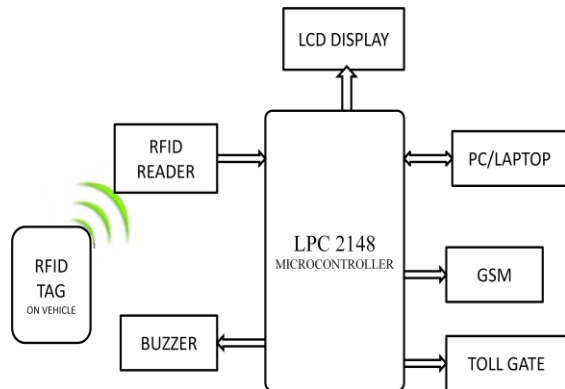 LCD DISPLAY
RFID
READER
PC/LAPTOP
LPC 2148
MICROCONTROLLER
RFID
TAG
ON VEHICLE
GSM
BUZZER
TOLL GATE